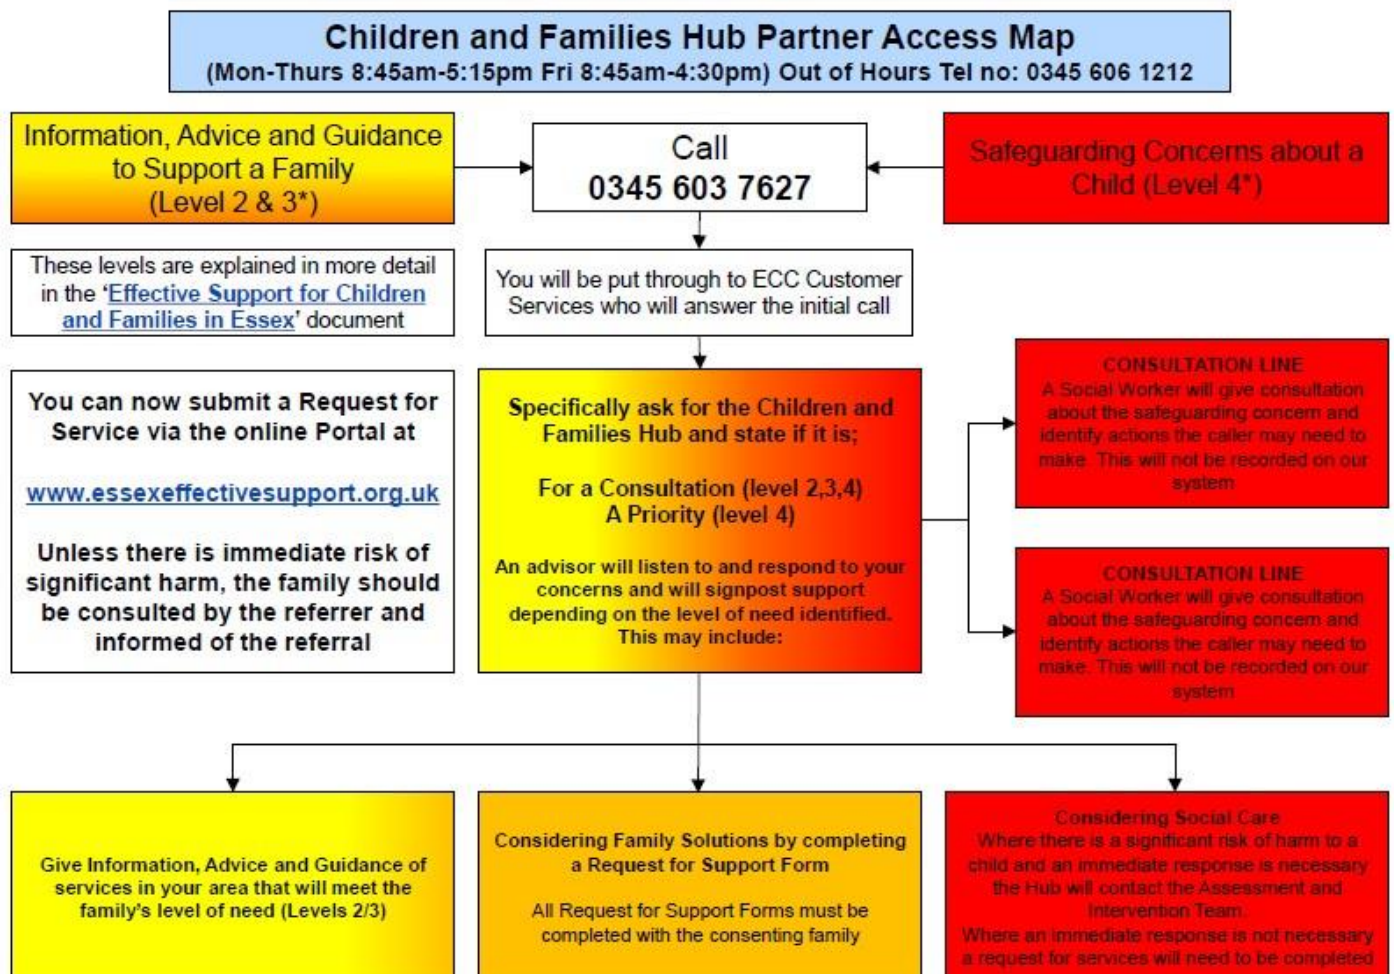 Children and Families Hub Partner Access Map
(Mon-Thurs 8:45am-5:15pm Fri 8:45am-4:30pm) Out of Hours Tel no: 0345 606 1212
Information, Advice and Guidance
to Support a Family
(Level 2 & 3*)
Call
0345 603 7627
Safeguarding Concerns about a
Child (Level 4*)
These levels are explained in more detail
in the ‘Effective Support for Children
and Families in Essex’ document
You will be put through to ECC Customer
Services who will answer the initial call
You can now submit a Request for
Service via the online Portal at
www.essexeffectivesupport.org.uk
Unless there is immediate risk of
significant harm, the family should
be consulted by the referrer and
informed of the referral
Specifically ask for the Children and
Families Hub and state if it is;
For a Consultation (level 2,3,4)
A Priority (level 4)
An advisor will listen to and respond to your
concerns and will signpost support
depending on the level of need identified.
This may include:
CONSULTATION LINE
A Social Worker will give consultation
about the safeguarding concern and
identify actions the caller may need to
make. This will not be recorded on our
system
CONSULTATION LINE
A Social Worker will give consultation
about the safeguarding concern and
identify actions the caller may need to
make. This will not be recorded on our
system
Give Information, Advice and Guidance of
services in your area that will meet the
family's level of need (Levels 2/3)
Considering Family Solutions by completing
a Request for Support Form
All Request for Support Forms must be
completed with the consenting family
Considering Social Care
Where there is a significant risk of harm to a
child and an immediate response is necessary
the Hub will contact the Assessment and
Intervention Team.
Where an immediate response is not necessary
a request for services will need to be completed